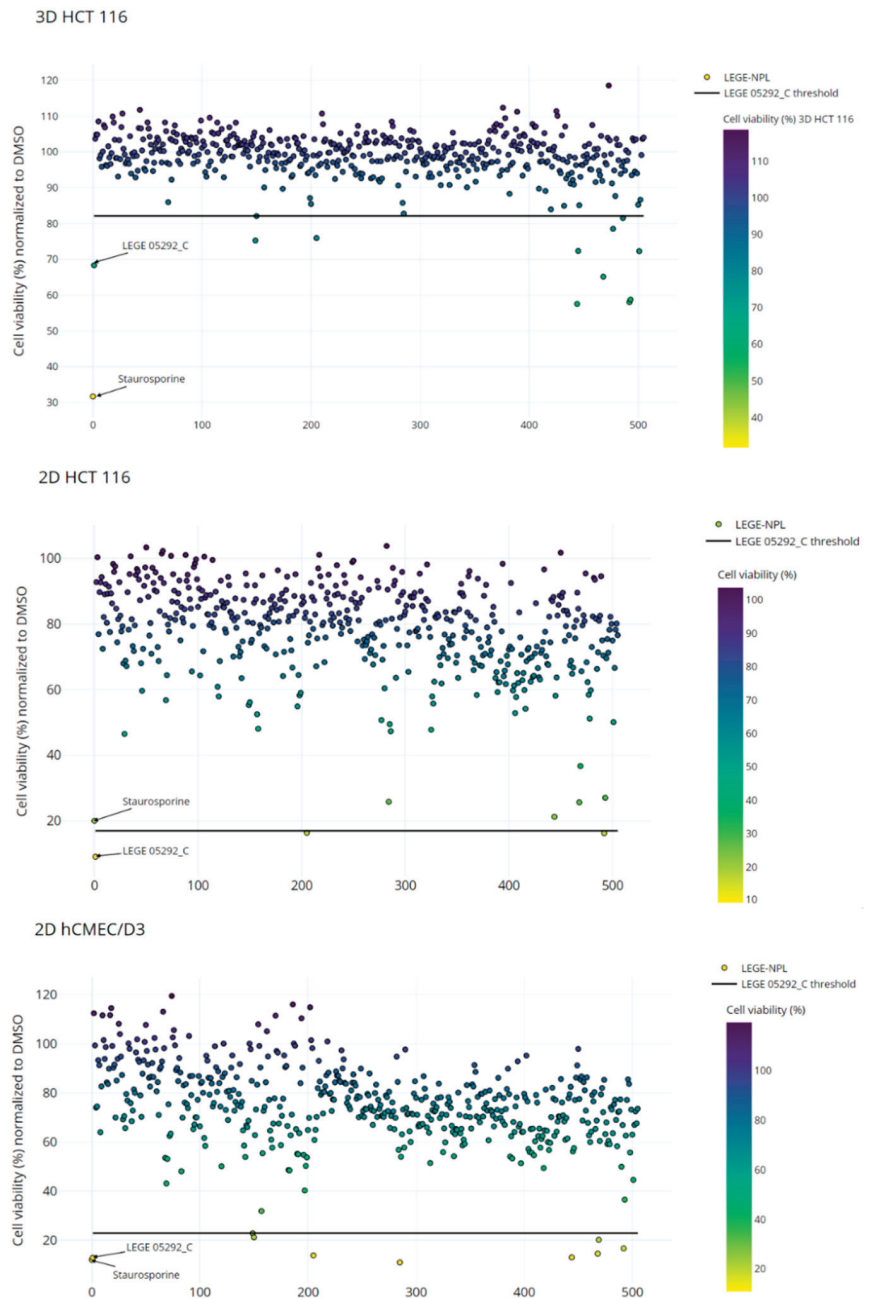 3D HCT 116
LEGE-NPL
LEGE 05292_C threshold
Cell viability (%) 3D HCT 116
110
100
90
80
70
60
50
40
Cell viability (%) normalized to DMSO
120
110
100
90
80
70
60
50
40
30
LEGE 05292_C
Staurosporine
0 100 200 300 400 500
2D HCT 116
LEGE-NPL
LEGE 05292_C threshold
Cell viability (%)
100
90
80
70
60
50
40
30
20
10
Cell viability (%) normalized to DMSO
100
80
60
40
20
Staurosporine
LEGE 05292_C
0 100 200 300 400 500
2D hCMEC/D3
LEGE-NPL
LEGE 05292_C threshold
Cell viability (%)
100
80
60
40
20
Cell viability (%) normalized to DMSO
120
100
80
60
40
20
LEGE 05292_C
Staurosporine
0 100 200 300 400 500